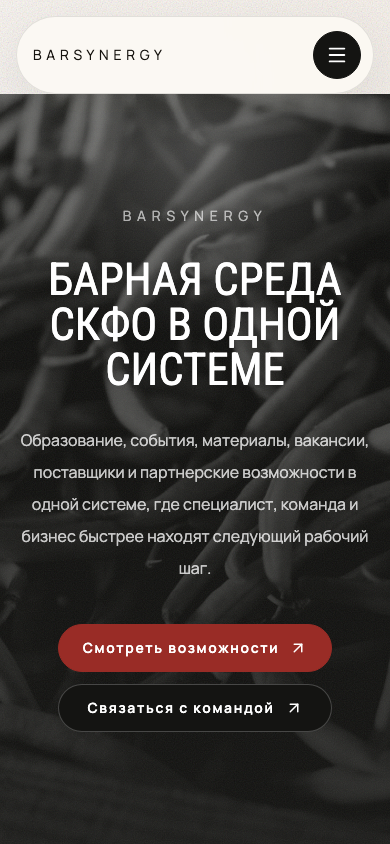 BARSYNERGY
BARSYNERGY
БАРНАЯ СРЕДА
СКФО В ОДНОЙ
СИСТЕМЕ
Образование, события, материалы, вакансии,
поставщики и партнерские возможности в
одной системе, где специалист, команда и
бизнес быстрее находят следующий рабочий
шаг.
Смотреть возможности
Связаться с командой